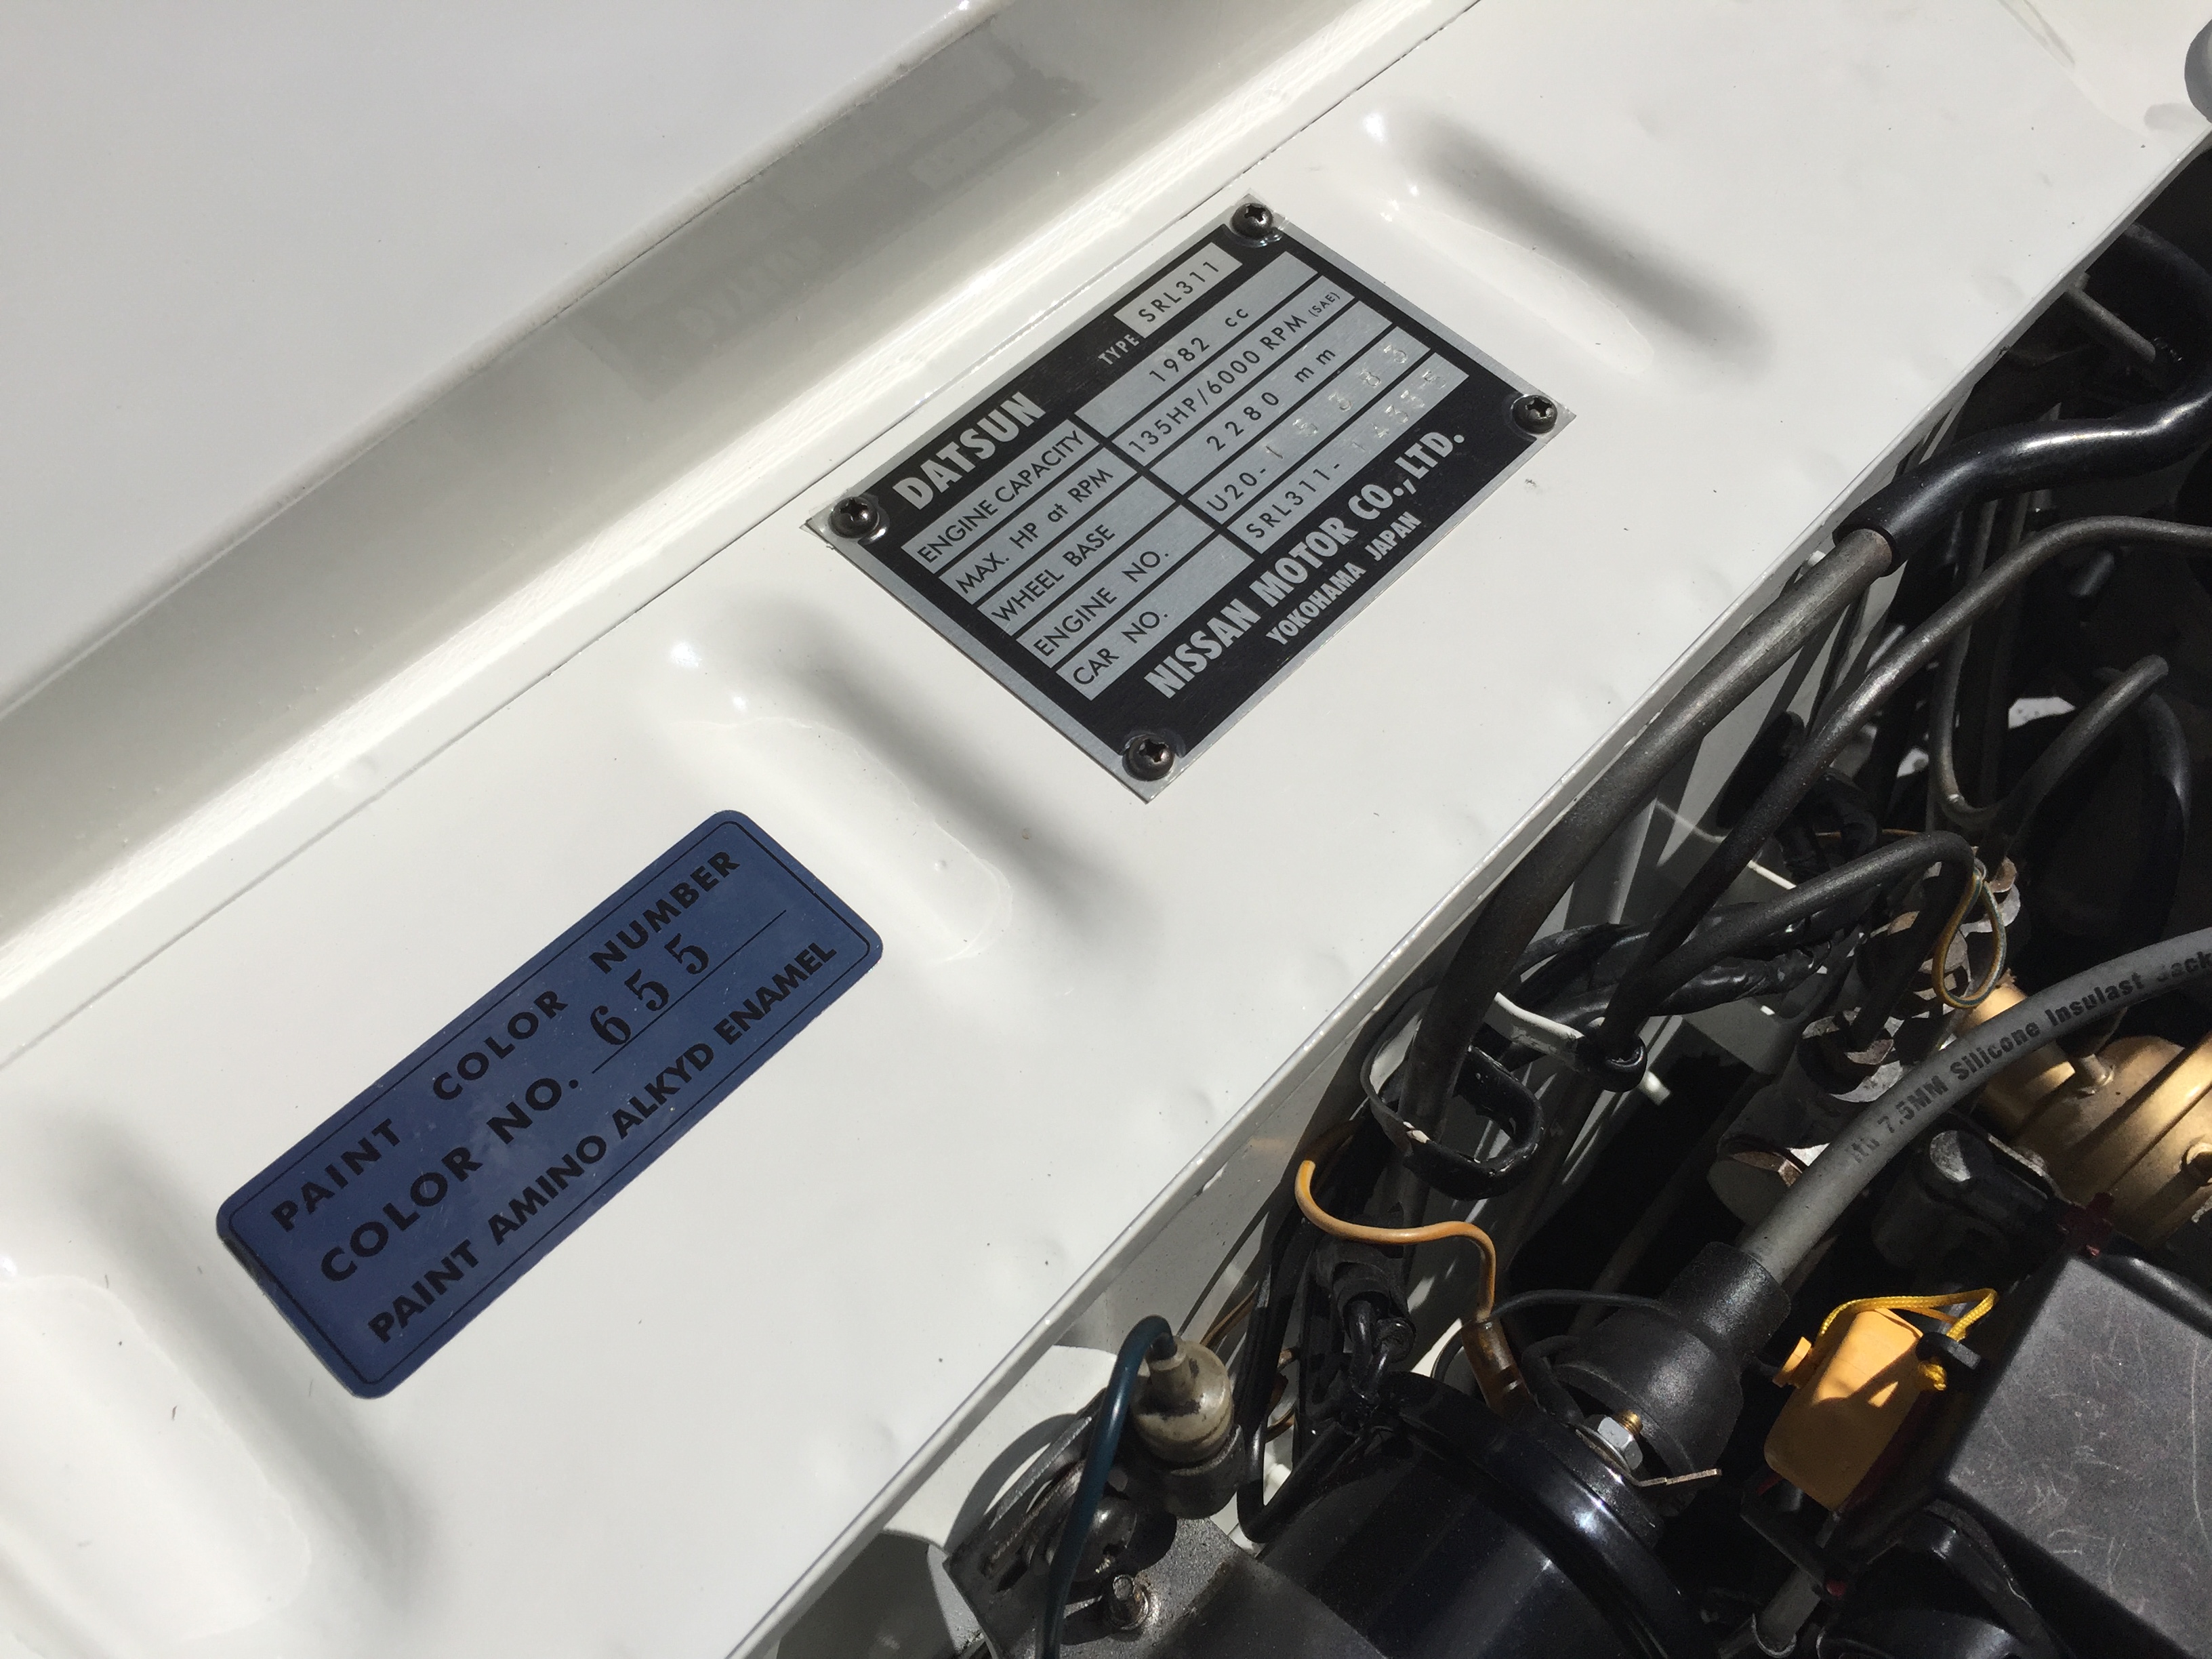 DATSUN TYPE SRL311
ENGINE CAPACITY 1982 cc
MAX. HP at RPM 135HP/6000 RPM (SAE)
WHEEL BASE 2280 mm
ENGINE NO. U20-
CAR NO. SRL311-
NISSAN MOTOR CO.,LTD.
YOKOHAMA JAPAN
PAINT COLOR NUMBER
COLOR NO. 655
PAINT AMINO ALKYD ENAMEL
7.5MM Silicone Insulast Jack